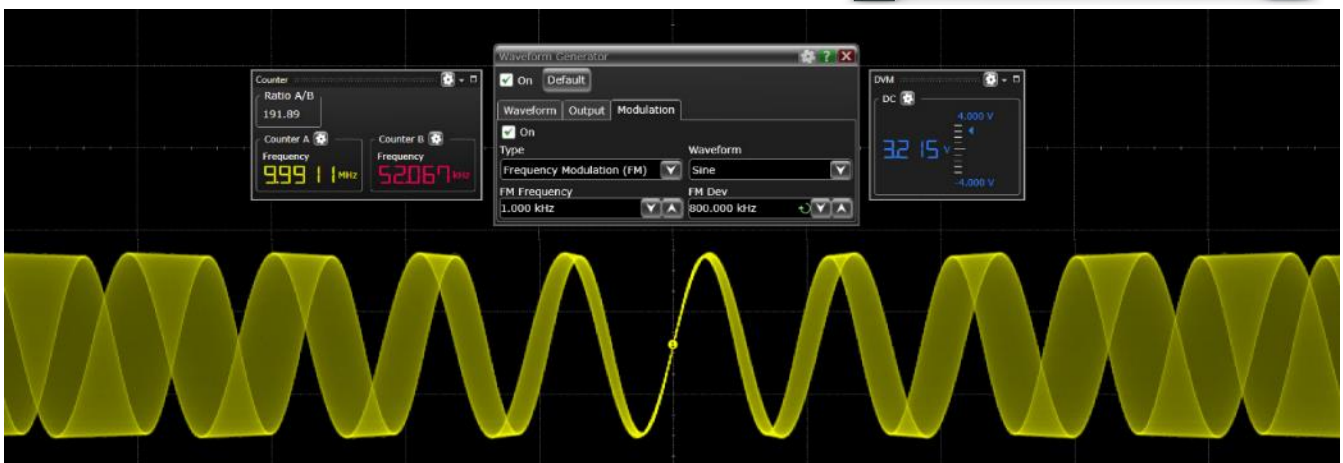 Counter
Ratio A/B
191.89
Counter A
Counter B
Frequency
Frequency
9.9911 MHz
52.067 kHz
Waveform Generator
On
Default
Waveform
Output
Modulation
On
Type
Waveform
Frequency Modulation (FM)
Sine
FM Frequency
FM Dev
1.000 kHz
800.000 kHz
DVM
DC
4.000 V
3.215 V
-4.000 V